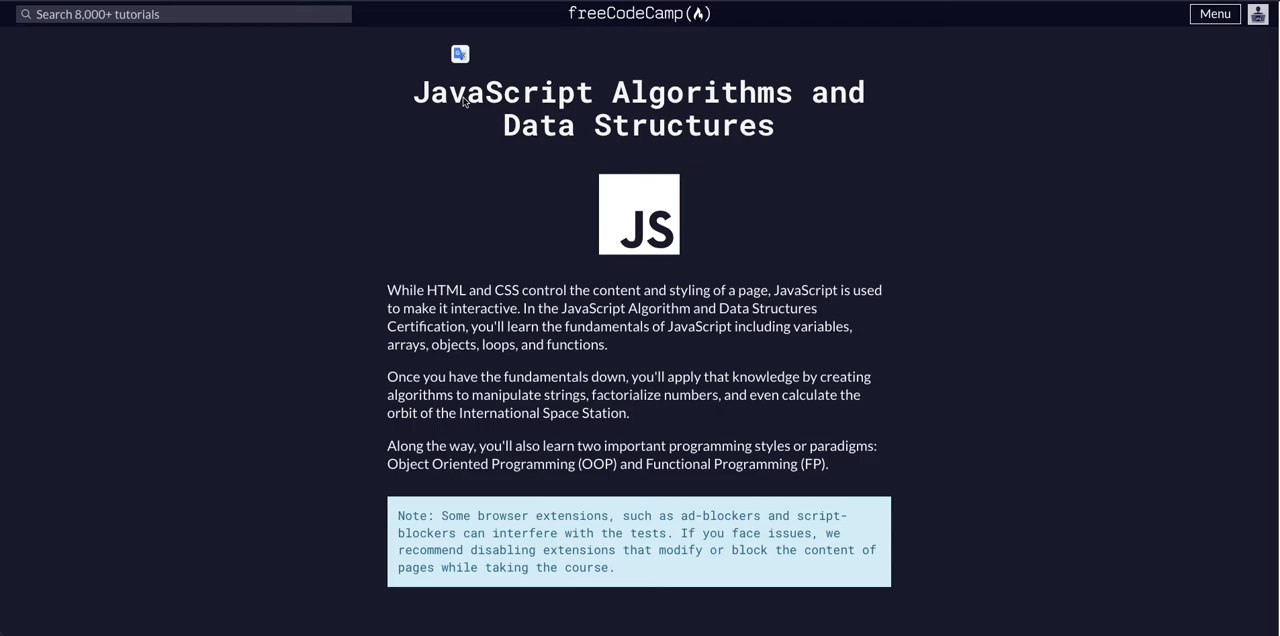 Search 8,000+ tutorials
freeCodeCamp(🔥)
Menu
JavaScript Algorithms and
Data Structures
JS
While HTML and CSS control the content and styling of a page, JavaScript is used
to make it interactive. In the JavaScript Algorithm and Data Structures
Certification, you'll learn the fundamentals of JavaScript including variables,
arrays, objects, loops, and functions.
Once you have the fundamentals down, you'll apply that knowledge by creating
algorithms to manipulate strings, factorialize numbers, and even calculate the
orbit of the International Space Station.
Along the way, you'll also learn two important programming styles or paradigms:
Object Oriented Programming (OOP) and Functional Programming (FP).
Note: Some browser extensions, such as ad-blockers and script-
blockers can interfere with the tests. If you face issues, we
recommend disabling extensions that modify or block the content of
pages while taking the course.